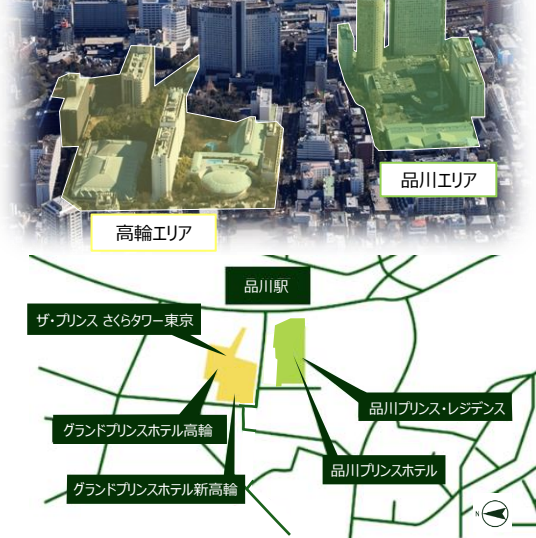 品川エリア
高輪エリア
品川駅
ザ・プリンス さくらタワー東京
品川プリンス・レジデンス
グランドプリンスホテル高輪
品川プリンスホテル
グランドプリンスホテル新高輪
N